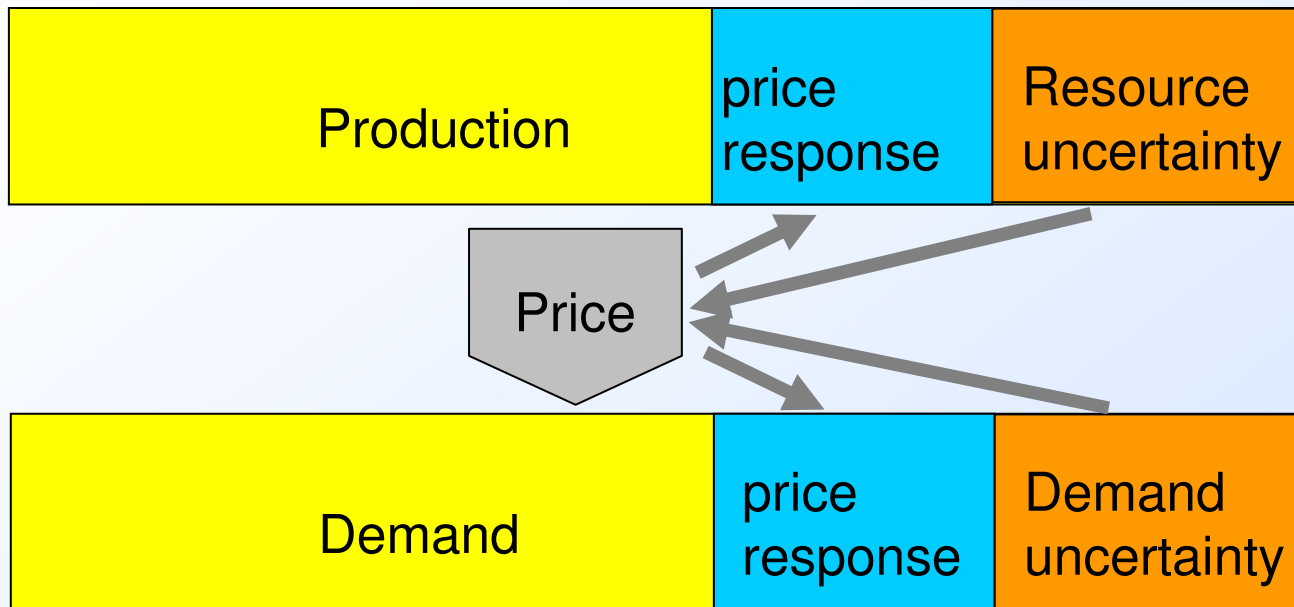 Production
price
response
Resource
uncertainty
Price
Demand
price
response
Demand
uncertainty